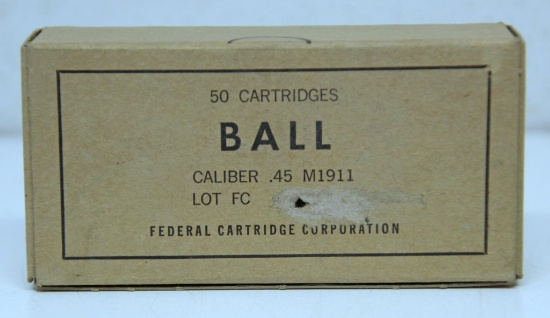 50 CARTRIDGES
BALL
CALIBER .45 M1911
LOT FC
FEDERAL CARTRIDGE CORPORATION